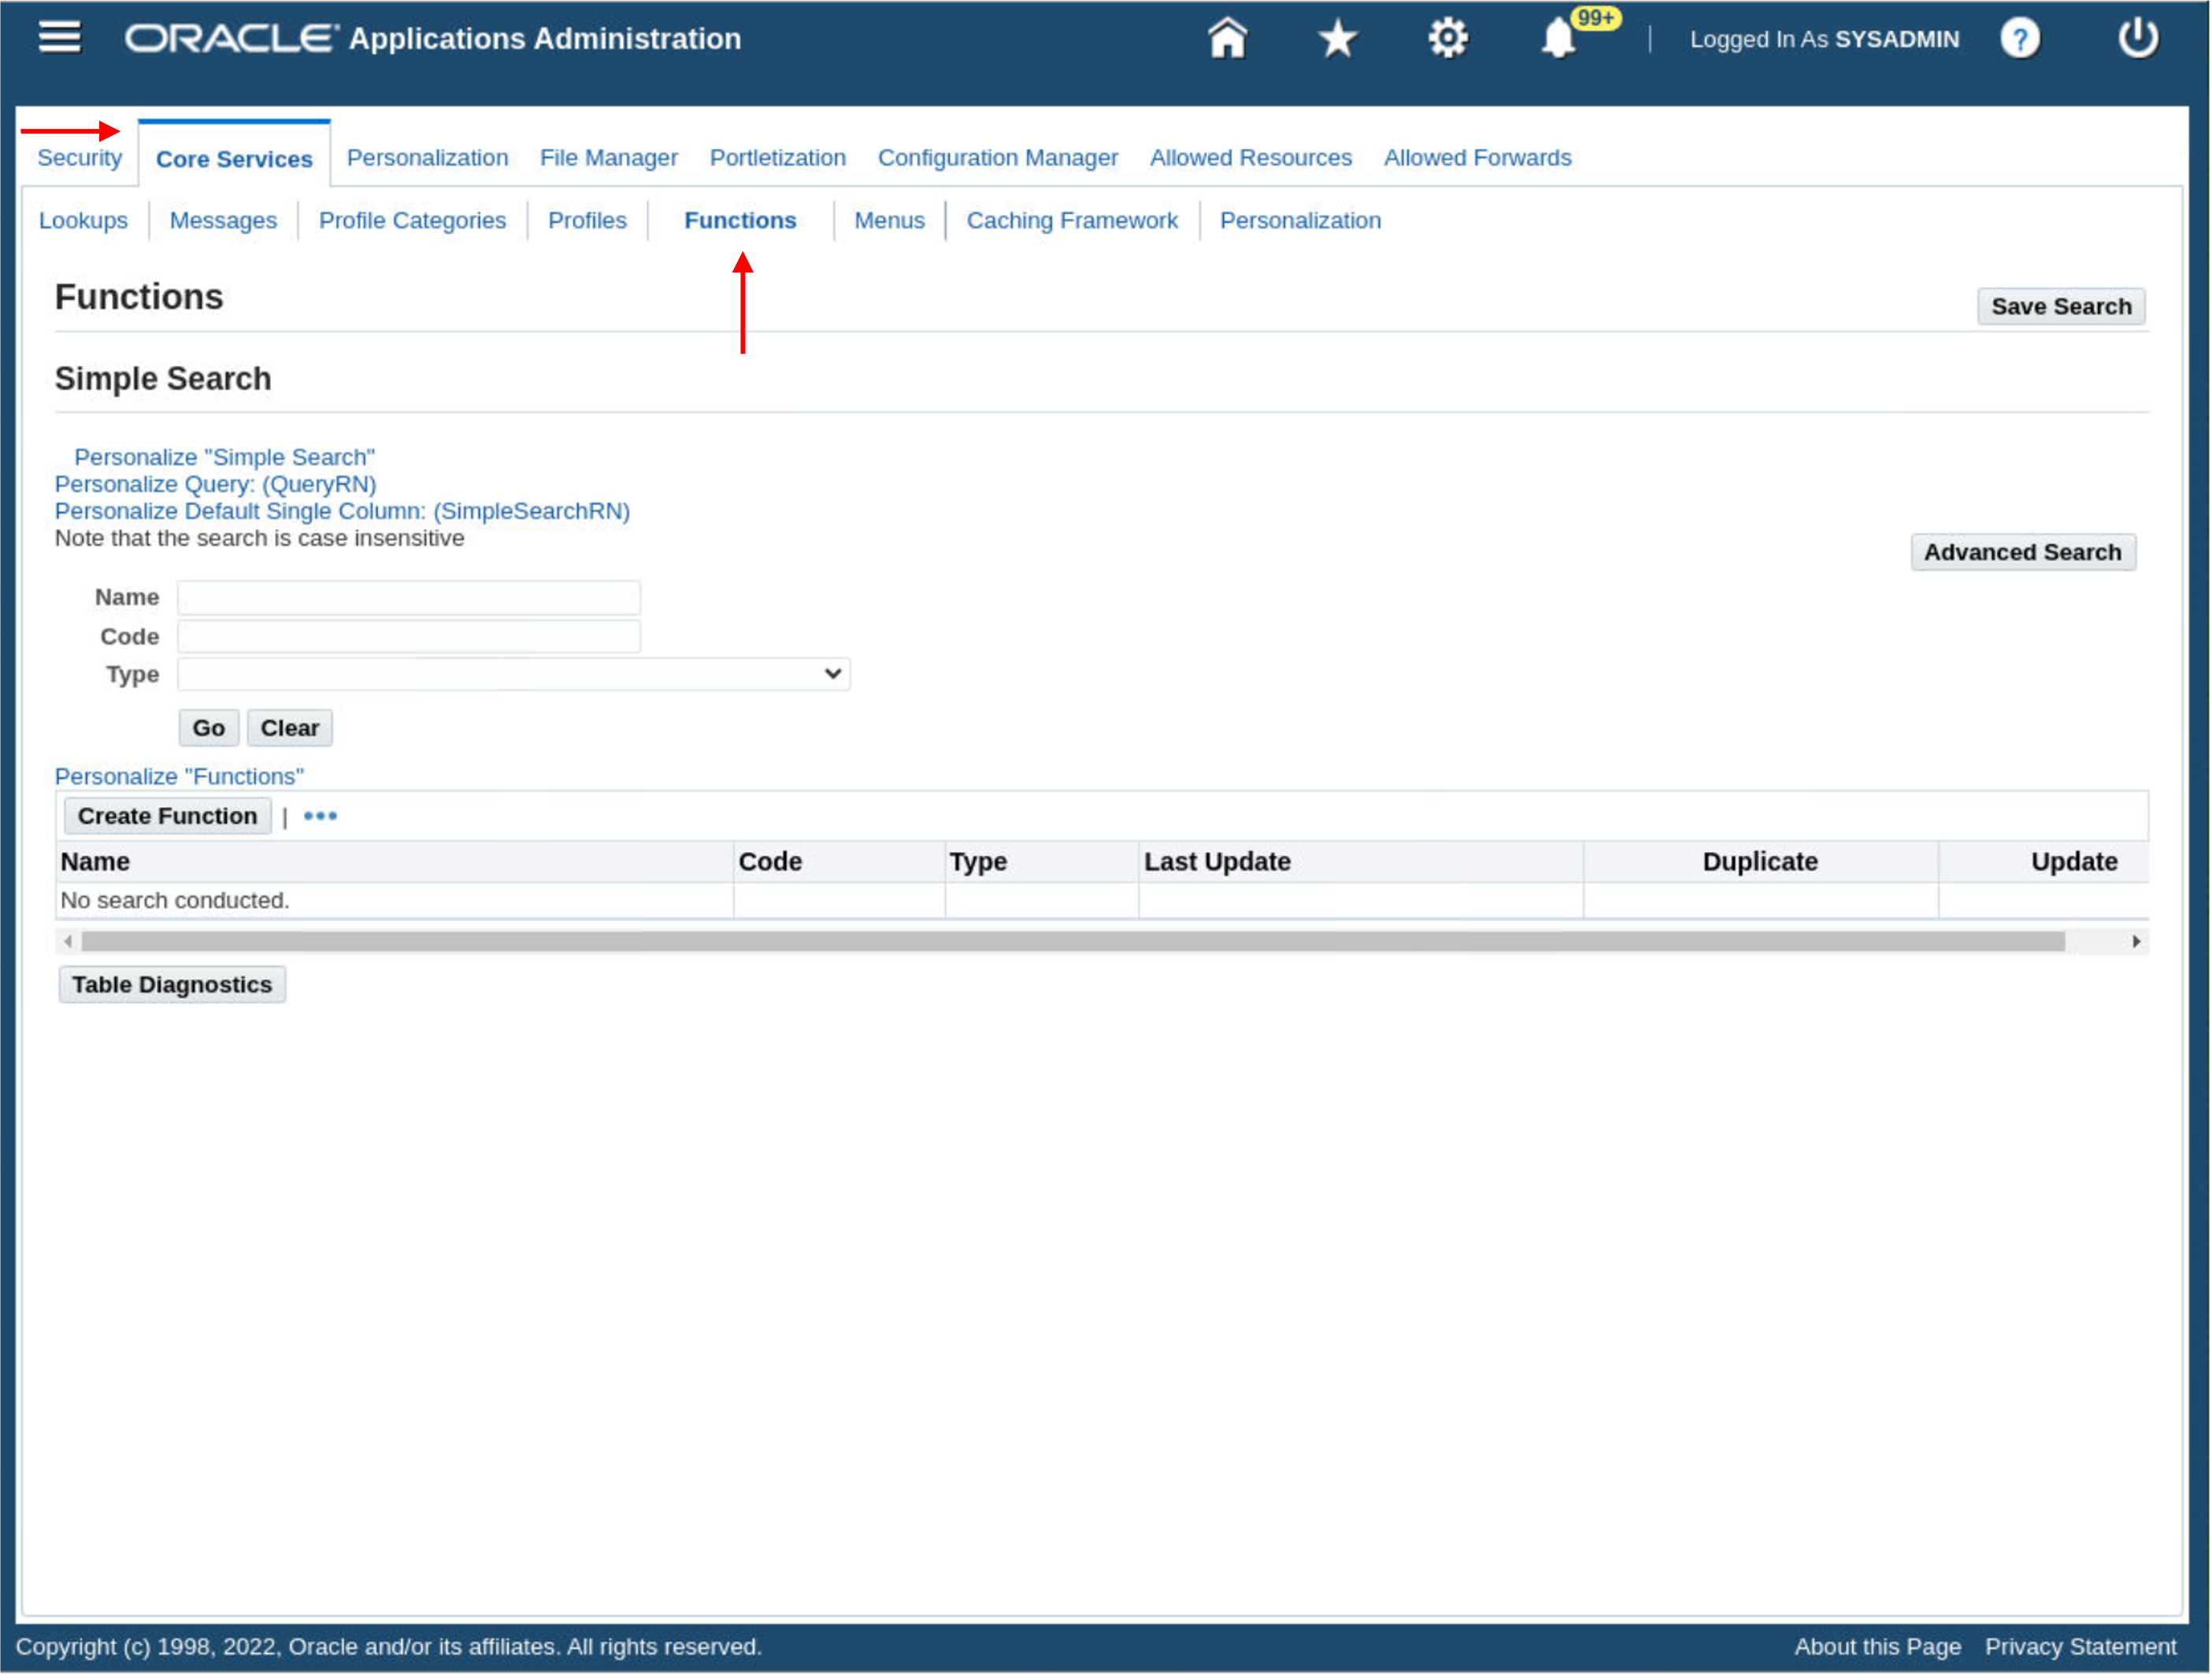 ORACLE Applications Administration
99+
Logged In As SYSADMIN
?
Security Core Services Personalization File Manager Portletization Configuration Manager Allowed Resources Allowed Forwards
Lookups Messages Profile Categories Profiles Functions Menus Caching Framework Personalization
Functions
Save Search
Simple Search
Personalize "Simple Search"
Personalize Query: (QueryRN)
Personalize Default Single Column: (SimpleSearchRN)
Note that the search is case insensitive
Advanced Search
Name
Code
Type
Go Clear
Personalize "Functions"
Create Function | •••
Name Code Type Last Update Duplicate Update
No search conducted.
Table Diagnostics
Copyright (c) 1998, 2022, Oracle and/or its affiliates. All rights reserved.
About this Page Privacy Statement